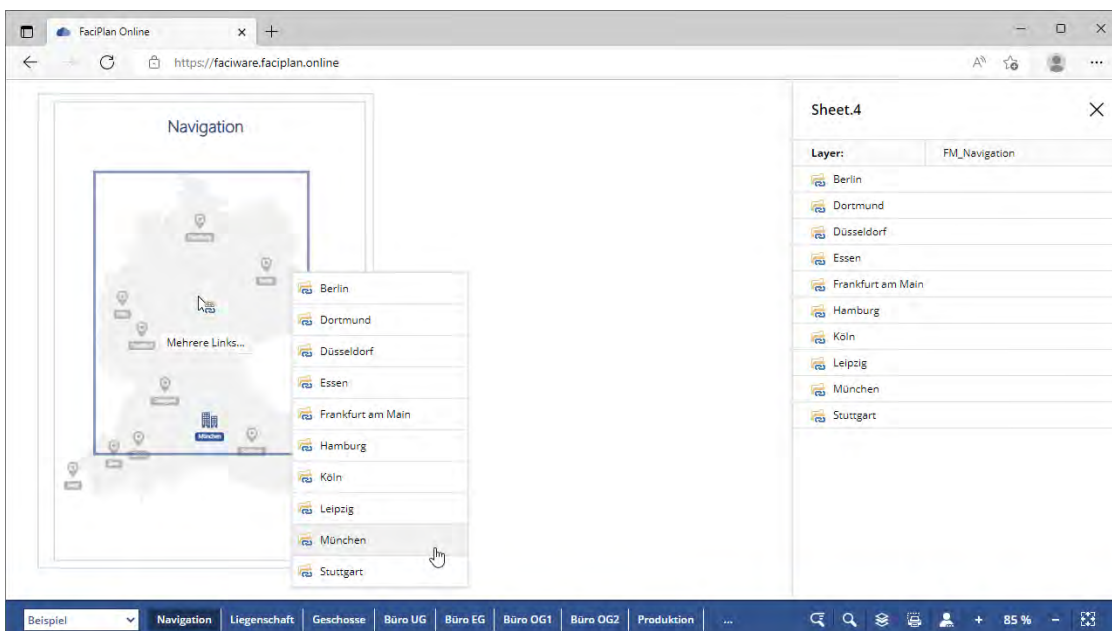 FaciPlan Online
https://faciware.faciplan.online
Navigation
Mehrere Links...
München
Berlin
Dortmund
Düsseldorf
Essen
Frankfurt am Main
Hamburg
Köln
Leipzig
München
Stuttgart
Sheet.4
Layer: FM_Navigation
Berlin
Dortmund
Düsseldorf
Essen
Frankfurt am Main
Hamburg
Köln
Leipzig
München
Stuttgart
Beispiel Navigation Liegenschaft Geschosse Büro UG Büro EG Büro OG1 Büro OG2 Produktion ... + 85 % −